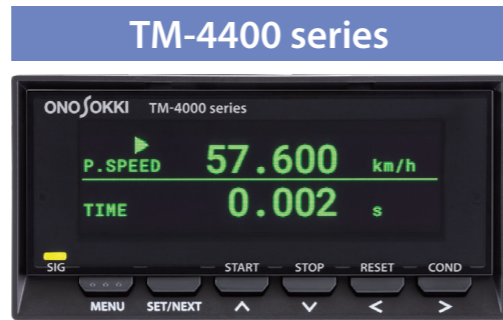 TM-4400 series
ONO SOKKI TM-4000 series
P.SPEED 57.600 km/h
TIME 0.002 s
SIG START STOP RESET COND
MENU SET/NEXT ∧ ∨ < >